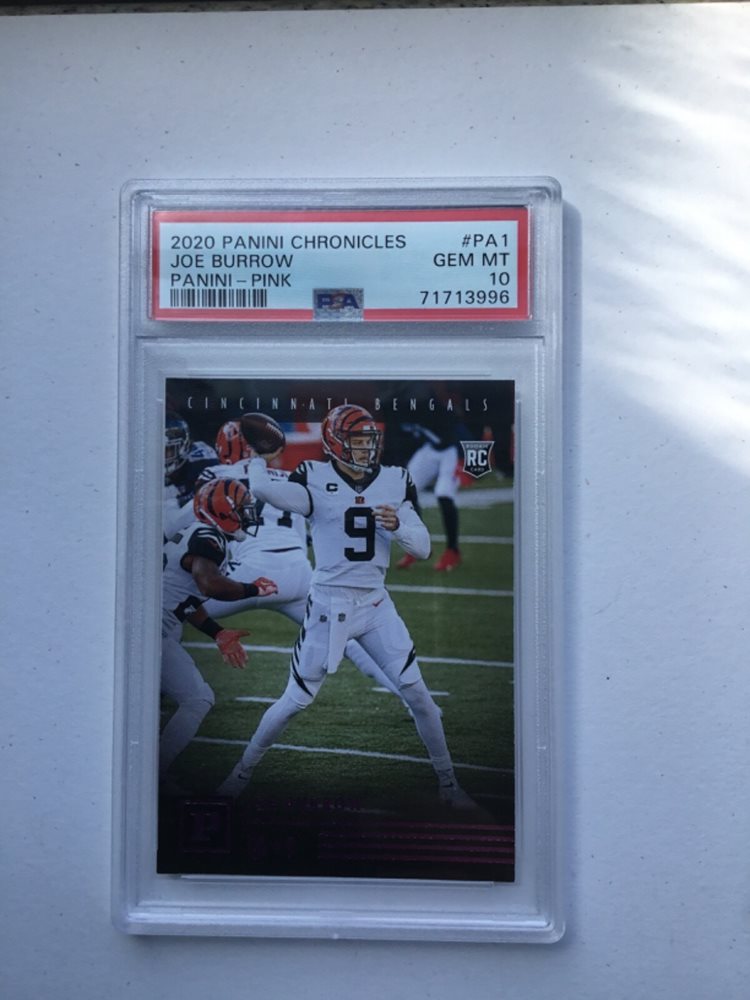 2020 PANINI CHRONICLES #PA1
JOE BURROW GEM MT
PANINI – PINK 10
71713996
PSA
CINCINNATI BENGALS
ROOKIE
RC
CARD
C
9
P